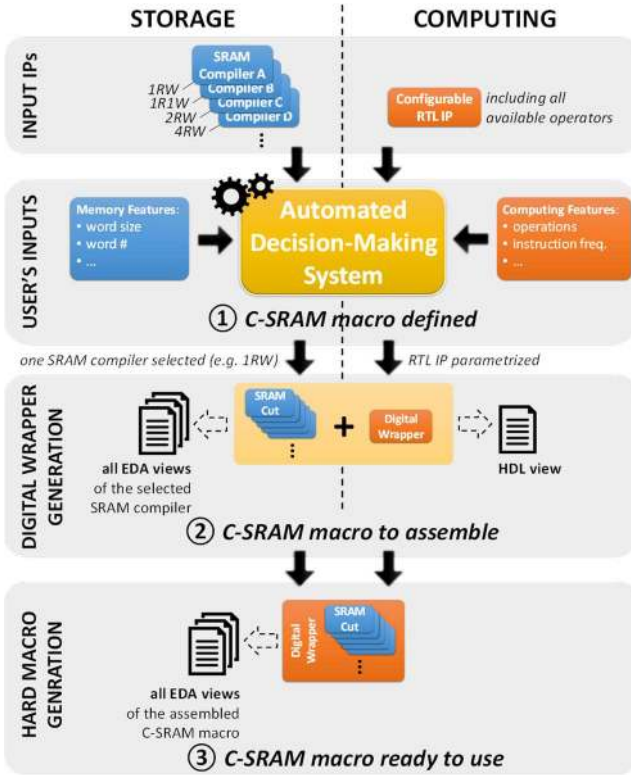 STORAGE
COMPUTING
INPUT IPs
SRAM
Compiler A
Compiler B
Compiler C
Compiler D
1RW
1R1W
2RW
4RW
Configurable
RTL IP
including all
available operators
USER'S INPUTS
Memory Features:
• word size
• word #
• ...
Automated
Decision-Making
System
Computing Features:
• operations
• instruction freq.
• ...
① C-SRAM macro defined
one SRAM compiler selected (e.g. 1RW)
RTL IP parametrized
DIGITAL WRAPPER
GENERATION
SRAM
Cut
+
Digital
Wrapper
all EDA views
of the selected
SRAM compiler
HDL view
② C-SRAM macro to assemble
HARD MACRO
GENRATION
Digital
Wrapper
SRAM
Cut
all EDA views
of the assembled
C-SRAM macro
③ C-SRAM macro ready to use